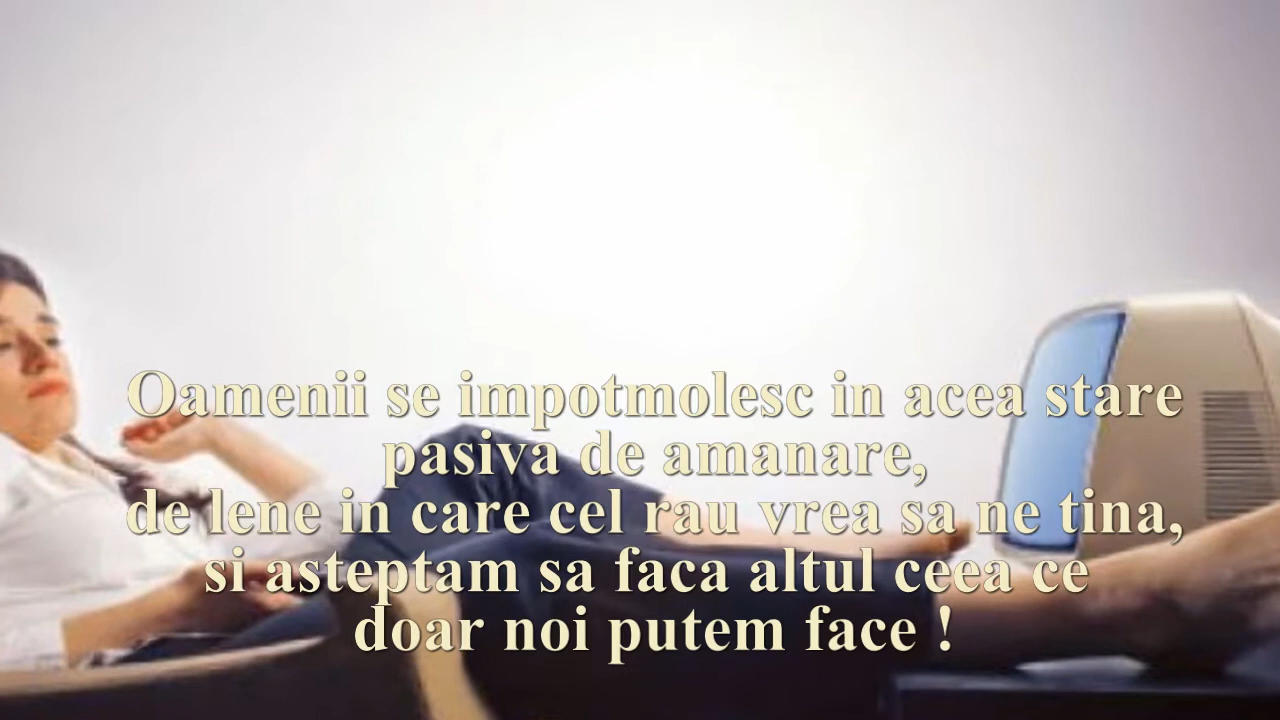 Oamenii se impotmolesc in acea stare
pasiva de amanare,
de lene in care cel rau vrea sa ne tina,
si asteptam sa faca altul ceea ce
doar noi putem face !